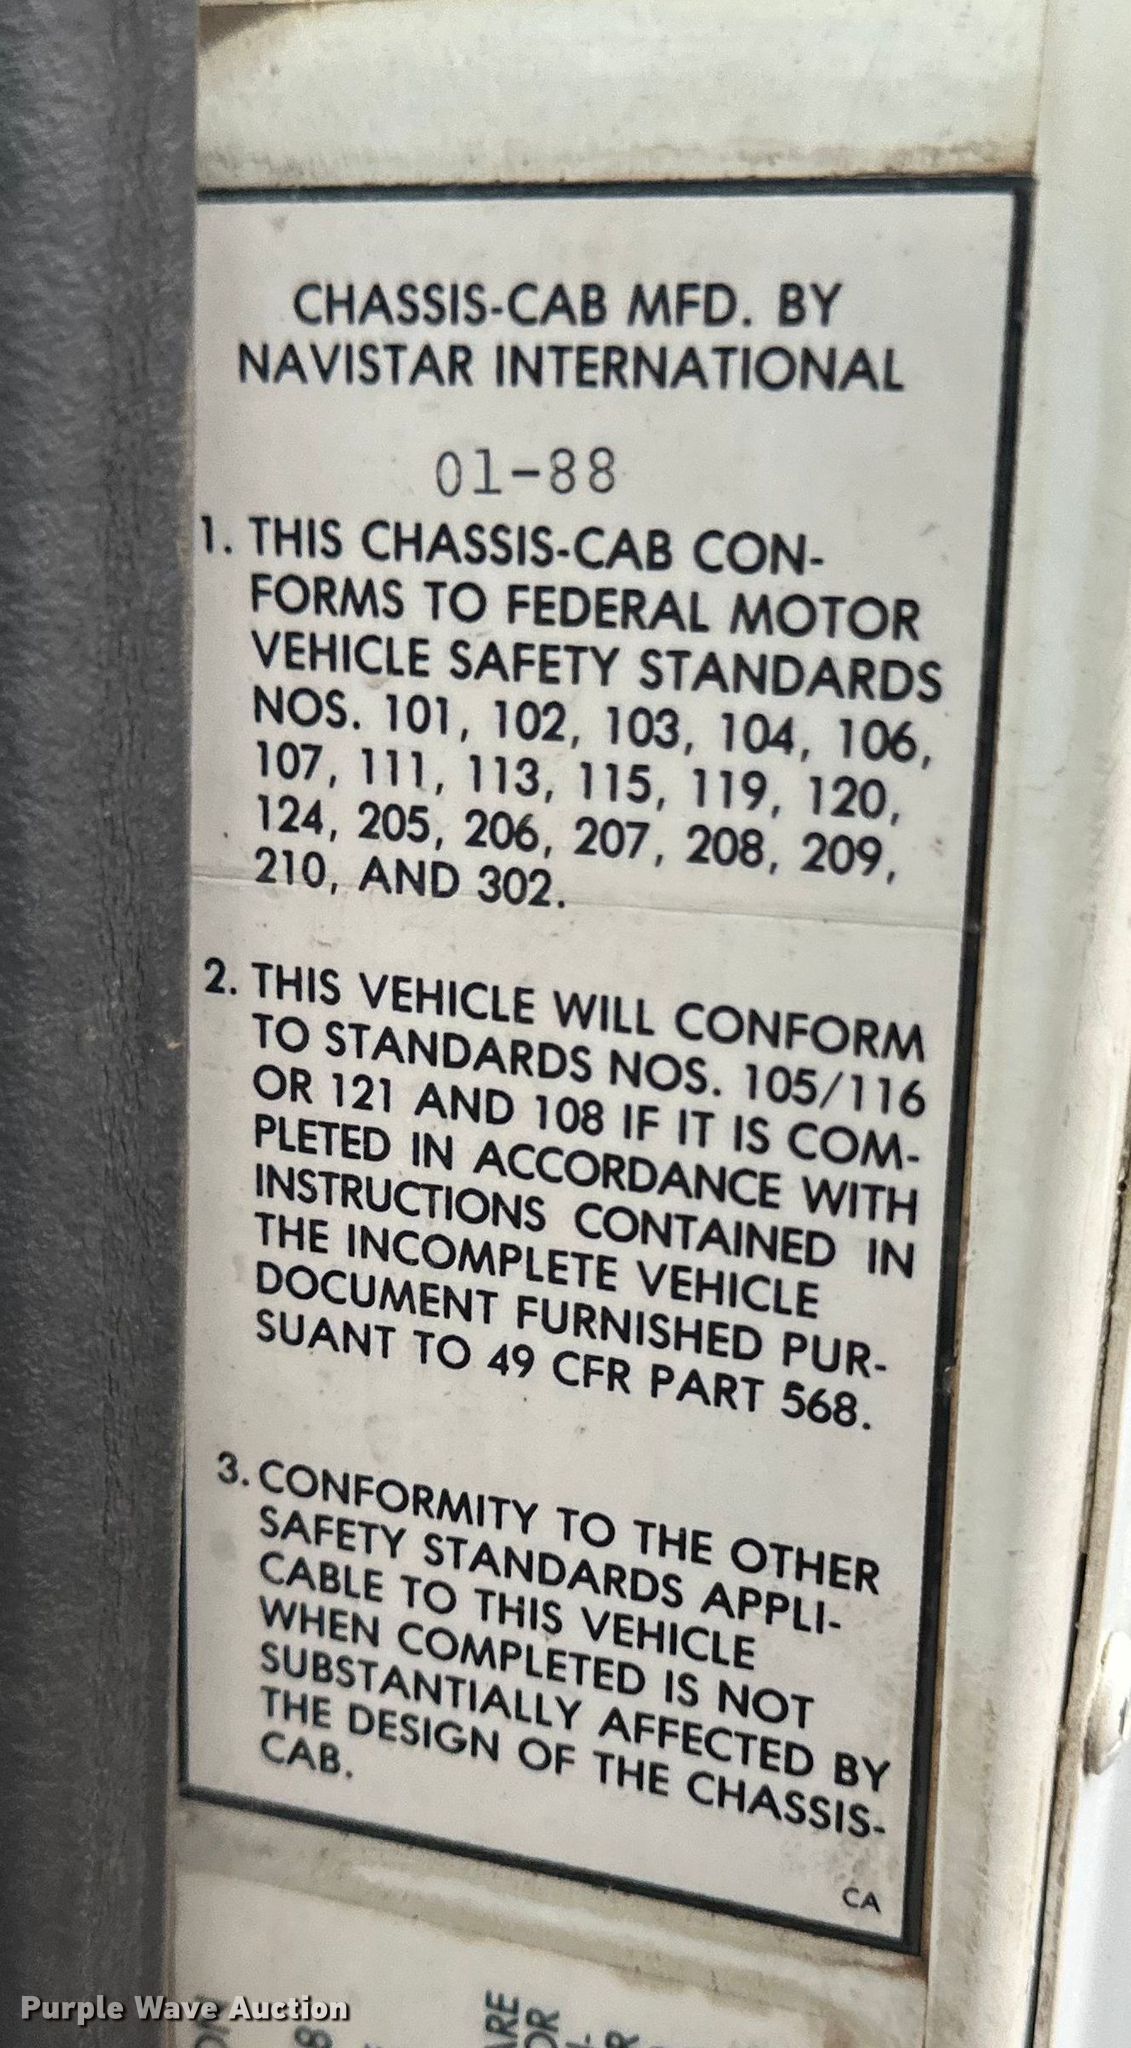 CHASSIS-CAB MFD. BY
NAVISTAR INTERNATIONAL
01-88
1. THIS CHASSIS-CAB CON-
FORMS TO FEDERAL MOTOR
VEHICLE SAFETY STANDARDS
NOS. 101, 102, 103, 104, 106,
107, 111, 113, 115, 119, 120,
124, 205, 206, 207, 208, 209,
210, AND 302.
2. THIS VEHICLE WILL CONFORM
TO STANDARDS NOS. 105/116
OR 121 AND 108 IF IT IS COM-
PLETED IN ACCORDANCE WITH
INSTRUCTIONS CONTAINED IN
THE INCOMPLETE VEHICLE
DOCUMENT FURNISHED PUR-
SUANT TO 49 CFR PART 568.
3. CONFORMITY TO THE OTHER
SAFETY STANDARDS APPLI-
CABLE TO THIS VEHICLE
WHEN COMPLETED IS NOT
SUBSTANTIALLY AFFECTED BY
THE DESIGN OF THE CHASSIS-
CAB.
CA
Purple Wave Auction